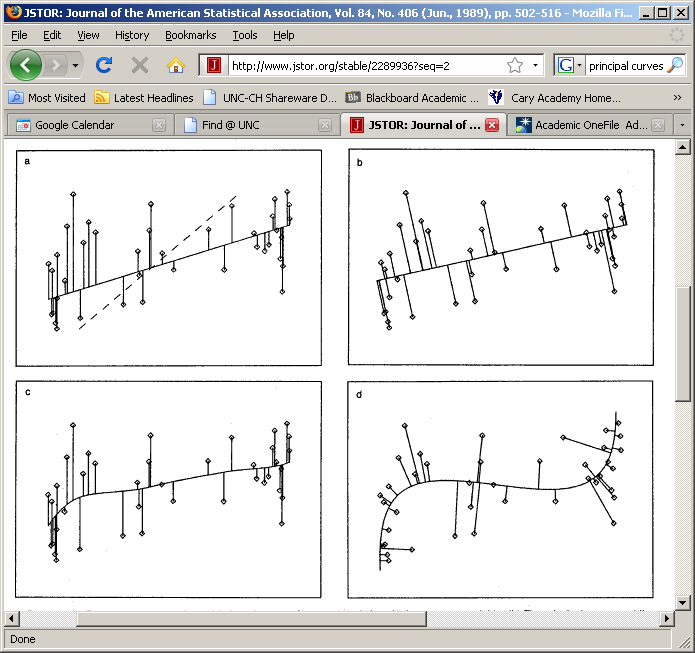 JSTOR: Journal of the American Statistical Association, Vol. 84, No. 406 (Jun., 1989), pp. 502-516 - Mozilla Fi...
File Edit View History Bookmarks Tools Help
http://www.jstor.org/stable/2289936?seq=2 principal curves
Most Visited Latest Headlines UNC-CH Shareware D... Blackboard Academic ... Cary Academy Home... »
Google Calendar Find @ UNC JSTOR: Journal of ... Academic OneFile Ad...
a
b
c
d
Done